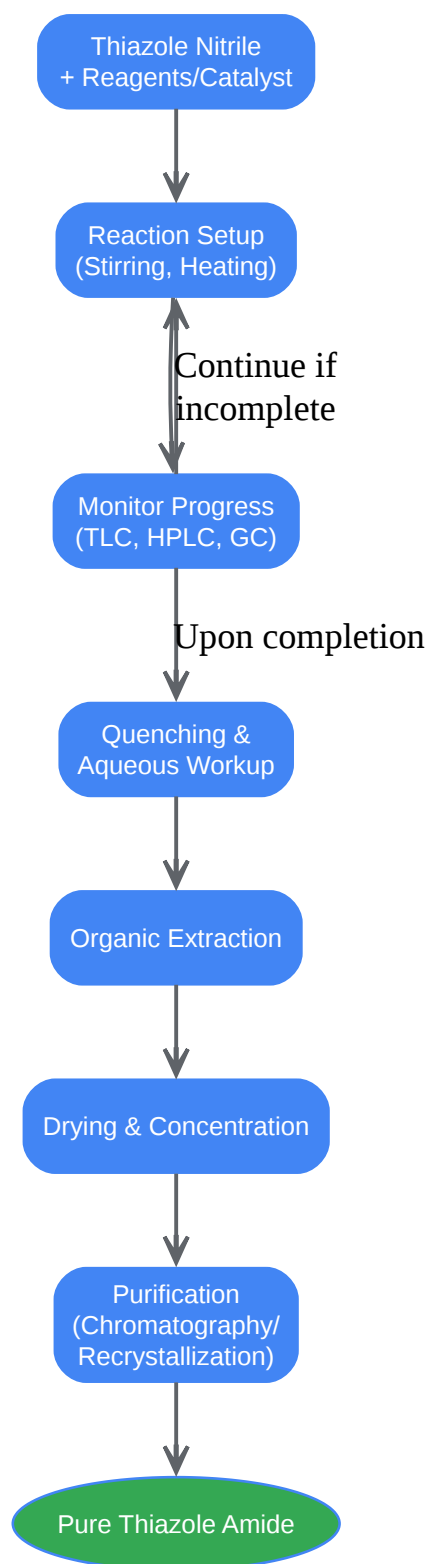 Thiazole Nitrile
+ Reagents/Catalyst
Reaction Setup
(Stirring, Heating)
Continue if
incomplete
Monitor Progress
(TLC, HPLC, GC)
Upon completion
Quenching &
Aqueous Workup
Organic Extraction
Drying & Concentration
Purification
(Chromatography/
Recrystallization)
Pure Thiazole Amide